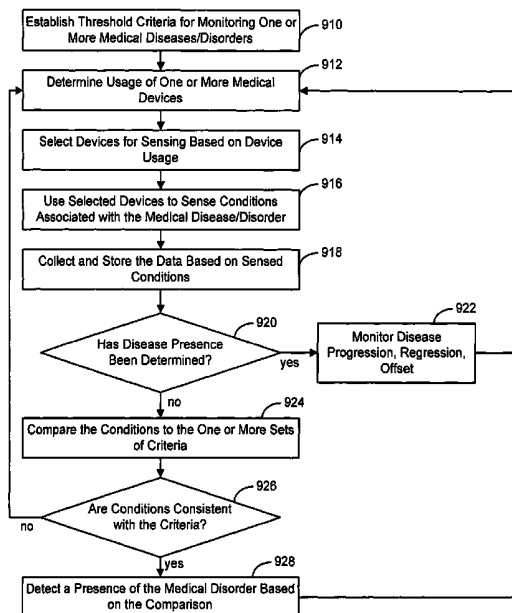 Establish Threshold Criteria for Monitoring One or
More Medical Diseases/Disorders
910
912
Determine Usage of One or More Medical
Devices
914
Select Devices for Sensing Based on Device
Usage
916
Use Selected Devices to Sense Conditions
Associated with the Medical Disease/Disorder
918
Collect and Store the Data Based on Sensed
Conditions
920
Has Disease Presence
Been Determined?
yes
922
Monitor Disease
Progression, Regression,
Offset
no
924
Compare the Conditions to the One or More Sets
of Criteria
926
Are Conditions Consistent
with the Criteria?
no
yes
928
Detect a Presence of the Medical Disorder Based
on the Comparison